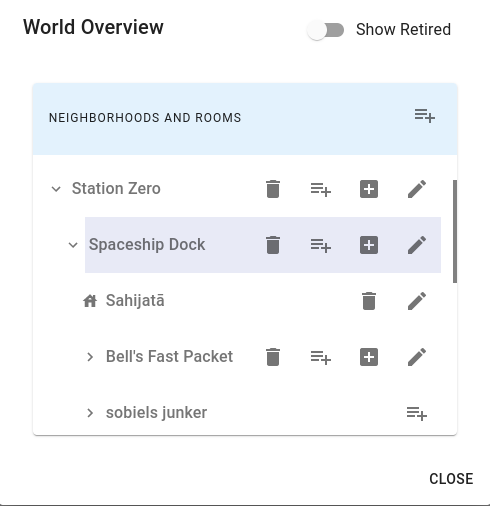 World Overview
Show Retired
NEIGHBORHOODS AND ROOMS
Station Zero
Spaceship Dock
Sahijatā
Bell's Fast Packet
sobiels junker
CLOSE